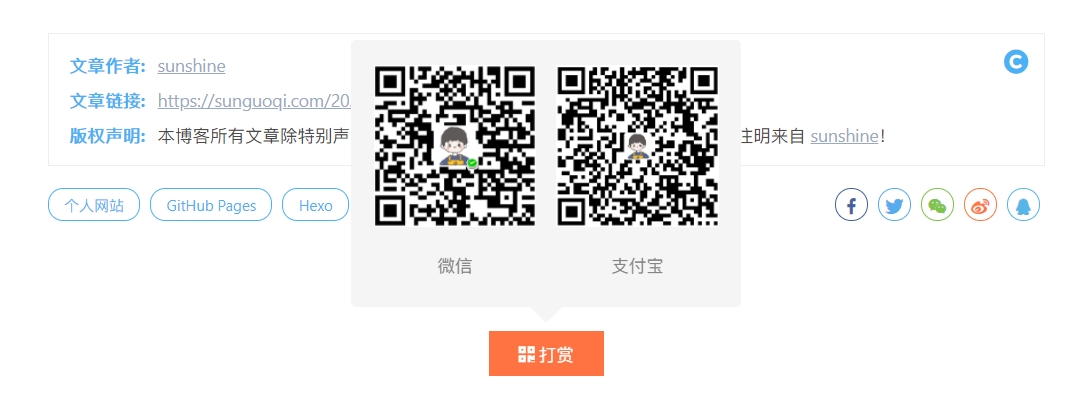 文章作者: sunshine
文章链接: https://sunguoqi.com/20
版权声明: 本博客所有文章除特别声 注明来自 sunshine!
个人网站 GitHub Pages Hexo
微信 支付宝
打赏